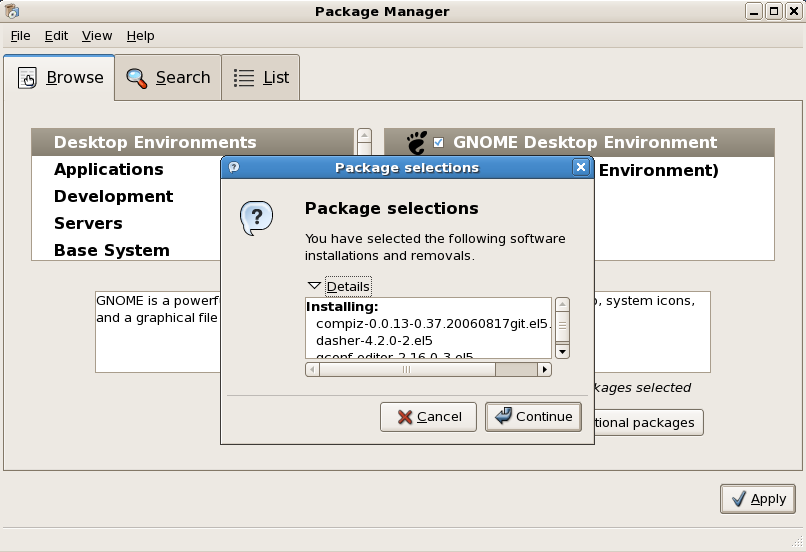 Package Manager
File Edit View Help
Browse Search List
Desktop Environments
Applications
Development
Servers
Base System
GNOME Desktop Environment
Environment)
Package selections
Package selections
You have selected the following software
installations and removals.
Details
Installing:
compiz-0.0.13-0.37.20060817git.el5.
dasher-4.2.0-2.el5
gconf-editor-2.16.0-3.el5
Cancel Continue
GNOME is a
and a graphical file
system icons,
selected
packages
Apply